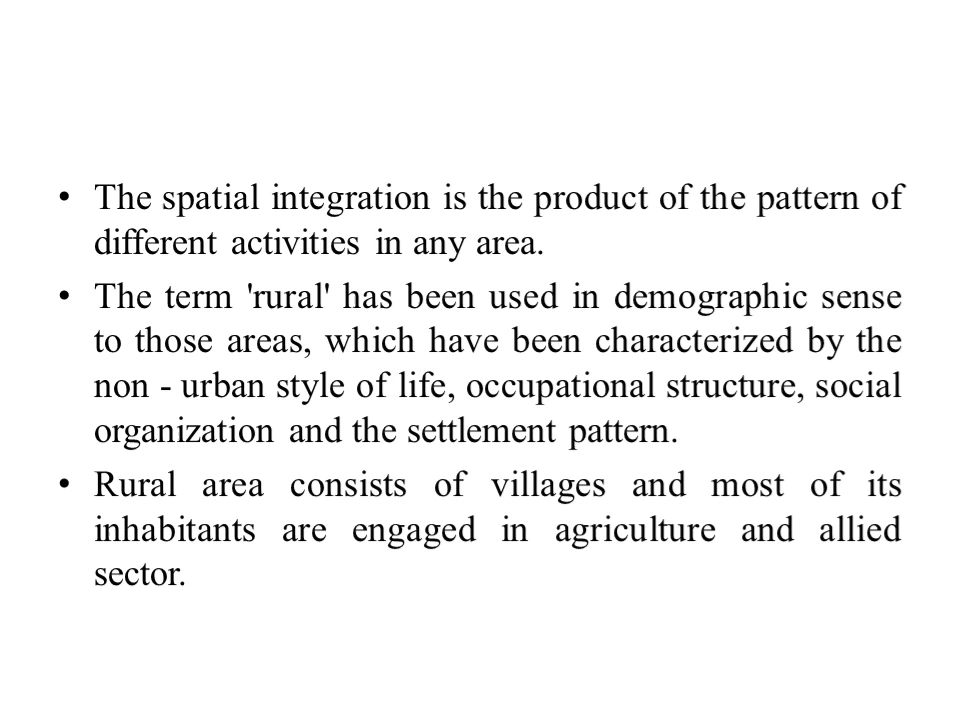 • The spatial integration is the product of the pattern of
different activities in any area.
• The term 'rural' has been used in demographic sense
to those areas, which have been characterized by the
non - urban style of life, occupational structure, social
organization and the settlement pattern.
• Rural area consists of villages and most of its
inhabitants are engaged in agriculture and allied
sector.